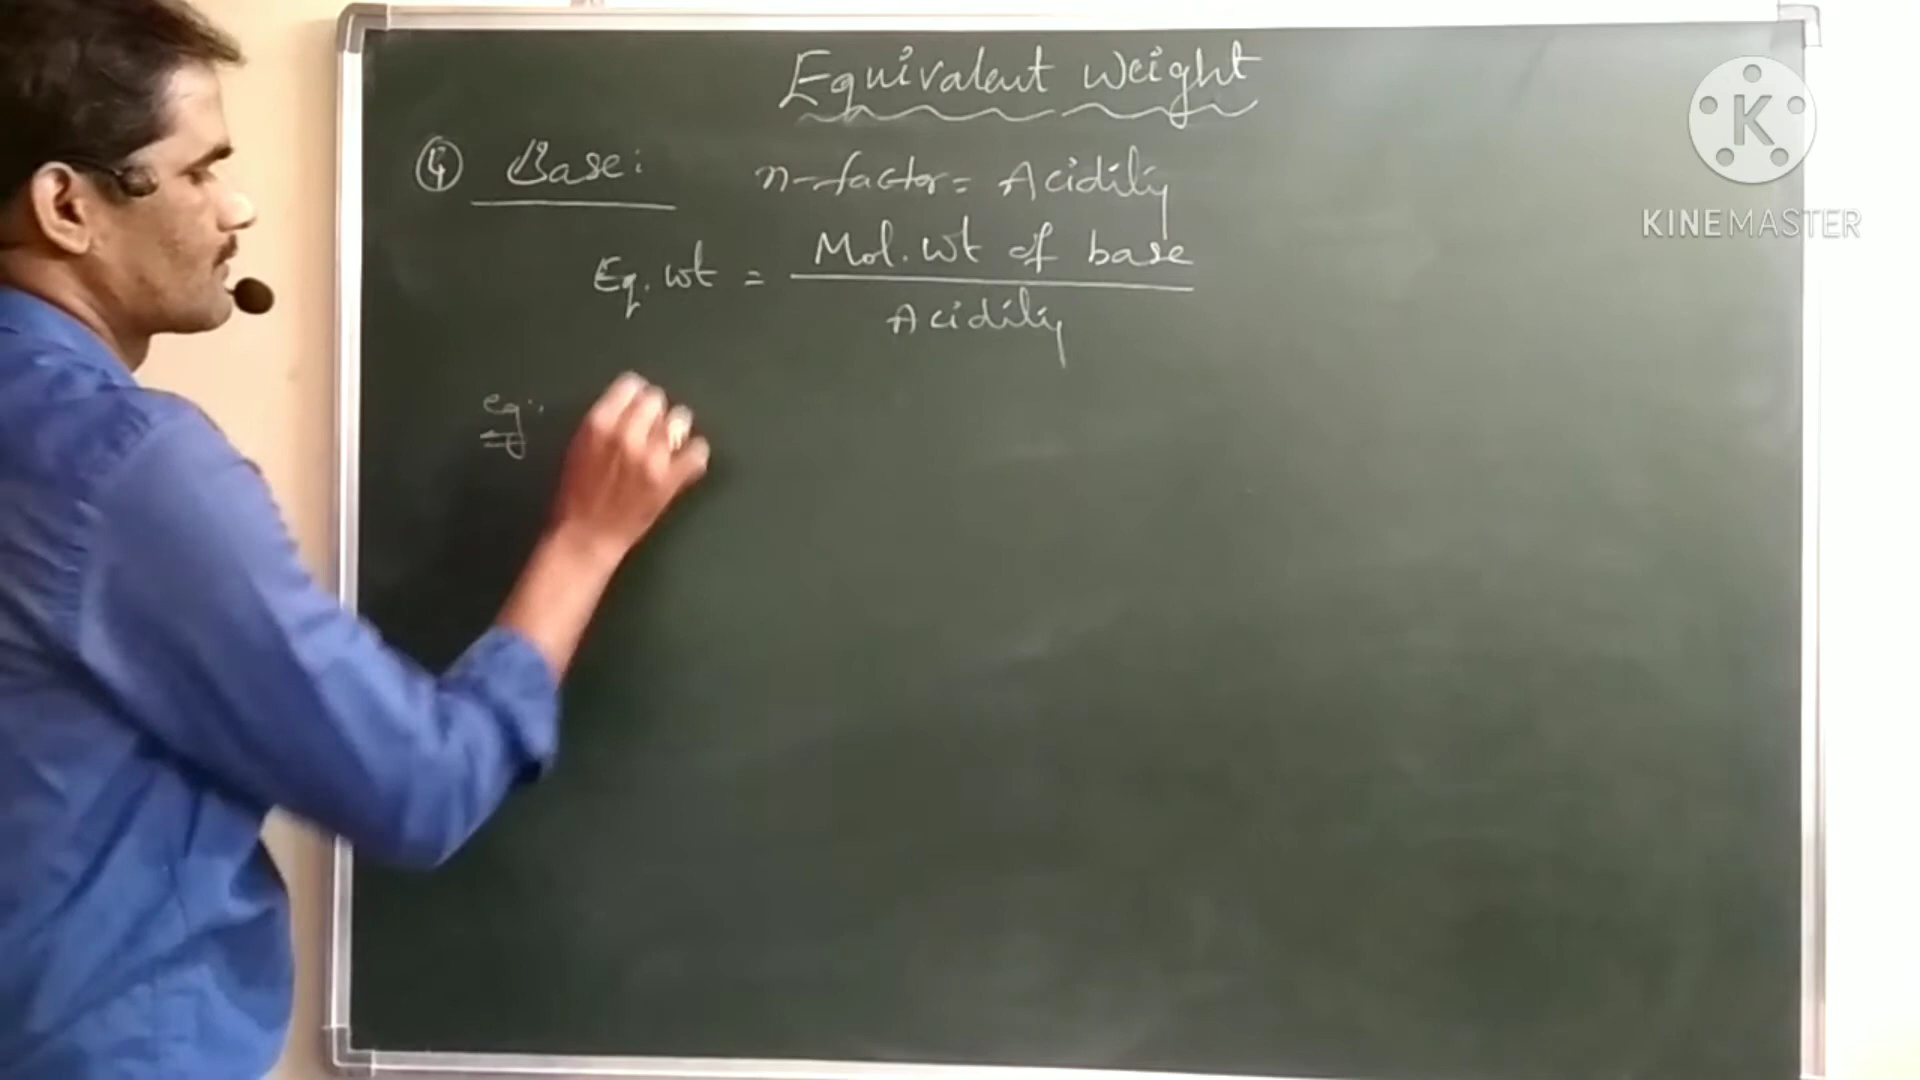 Equivalent Weight
④ Base: n-factor = Acidity
Eq. wt = Mol. wt of base
Acidity
eg:
K
KINEMASTER